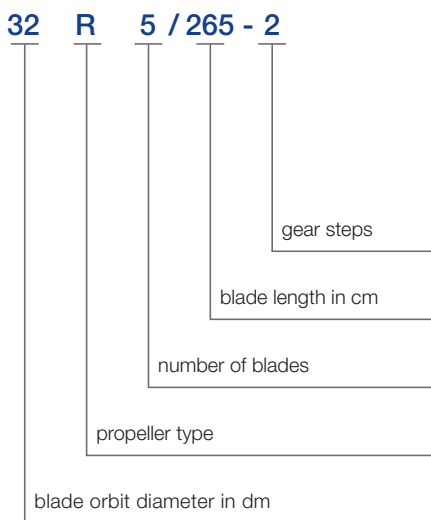 32 R 5 / 265 - 2
gear steps
blade length in cm
number of blades
propeller type
blade orbit diameter in dm